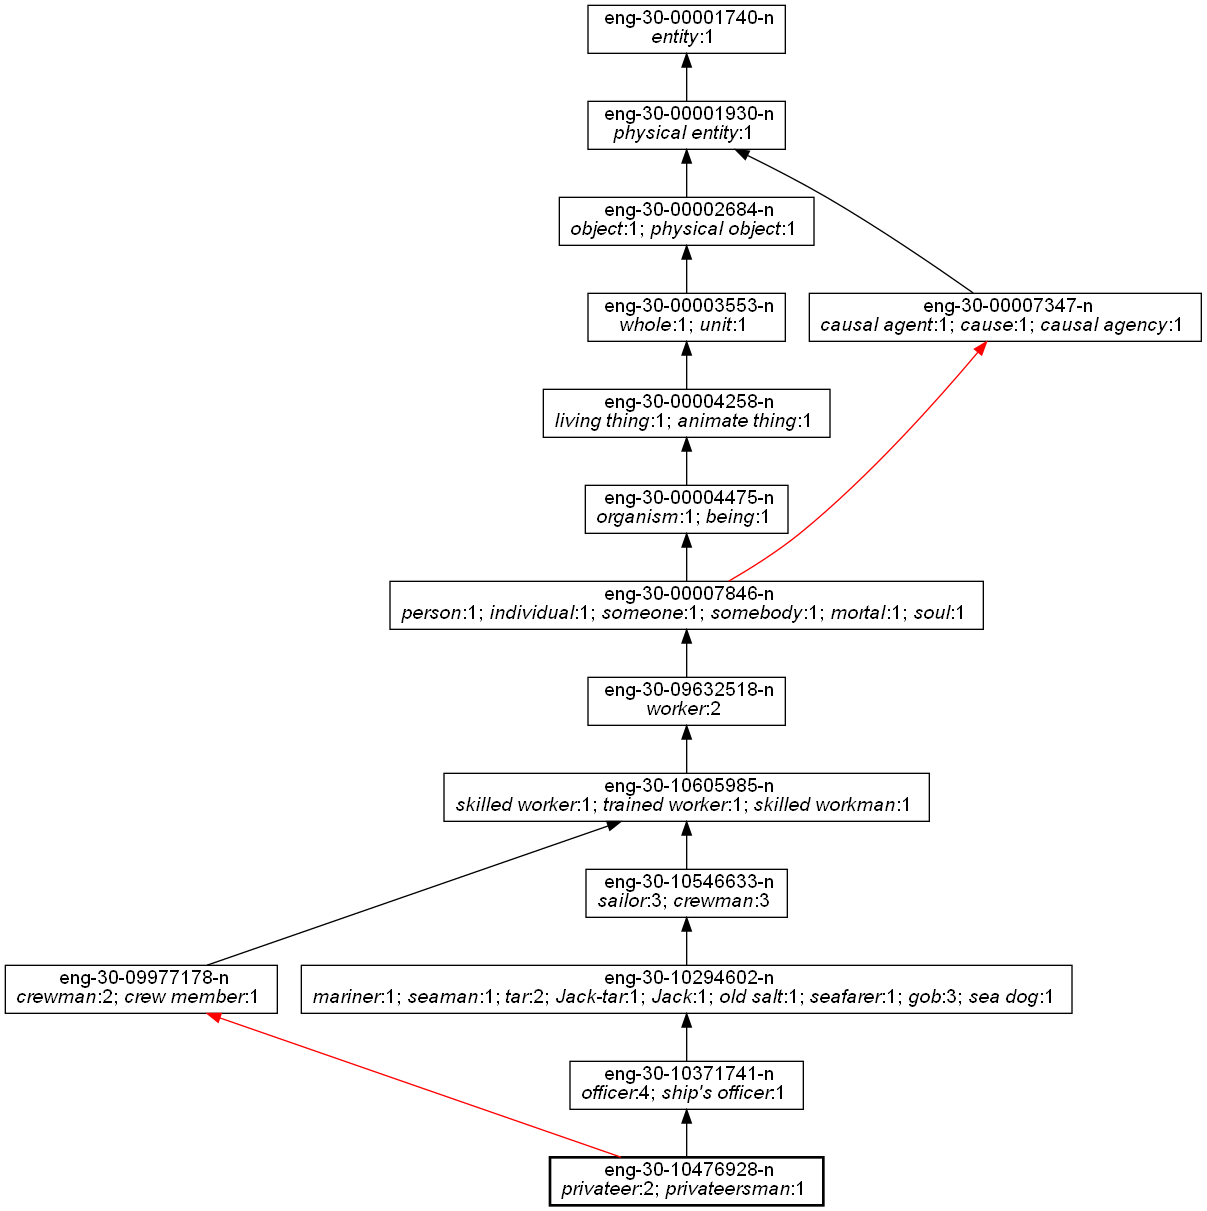 eng-30-00001740-n
entity:1
eng-30-00001930-n
physical entity:1
eng-30-00002684-n
object:1; physical object:1
eng-30-00003553-n
whole:1; unit:1
eng-30-00007347-n
causal agent:1; cause:1; causal agency:1
eng-30-00004258-n
living thing:1; animate thing:1
eng-30-00004475-n
organism:1; being:1
eng-30-00007846-n
person:1; individual:1; someone:1; somebody:1; mortal:1; soul:1
eng-30-09632518-n
worker:2
eng-30-10605985-n
skilled worker:1; trained worker:1; skilled workman:1
eng-30-10546633-n
sailor:3; crewman:3
eng-30-09977178-n
crewman:2; crew member:1
eng-30-10294602-n
mariner:1; seaman:1; tar:2; Jack-tar:1; Jack:1; old salt:1; seafarer:1; gob:3; sea dog:1
eng-30-10371741-n
officer:4; ship's officer:1
eng-30-10476928-n
privateer:2; privateersman:1